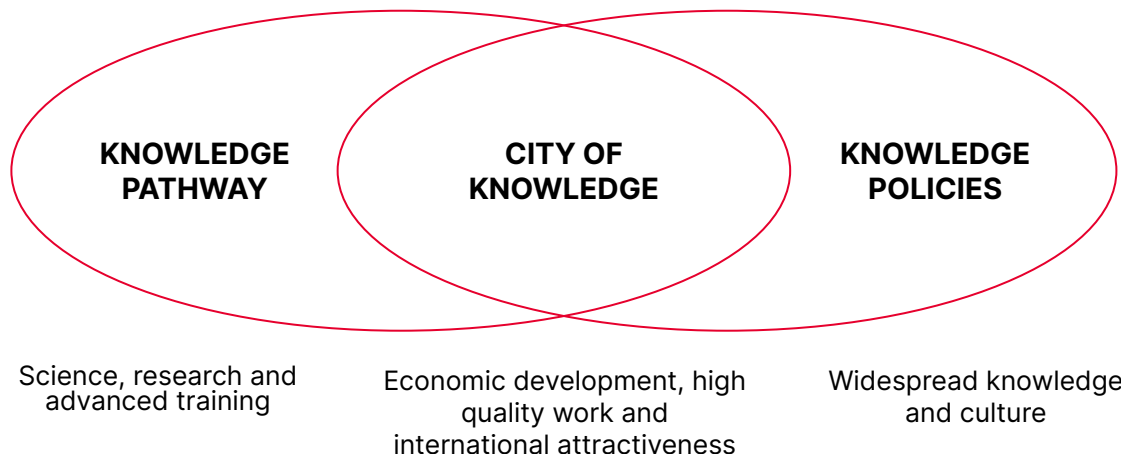 KNOWLEDGE
PATHWAY
CITY OF
KNOWLEDGE
KNOWLEDGE
POLICIES
Science, research and
advanced training
Economic development, high
quality work and
international attractiveness
Widespread knowledge
and culture